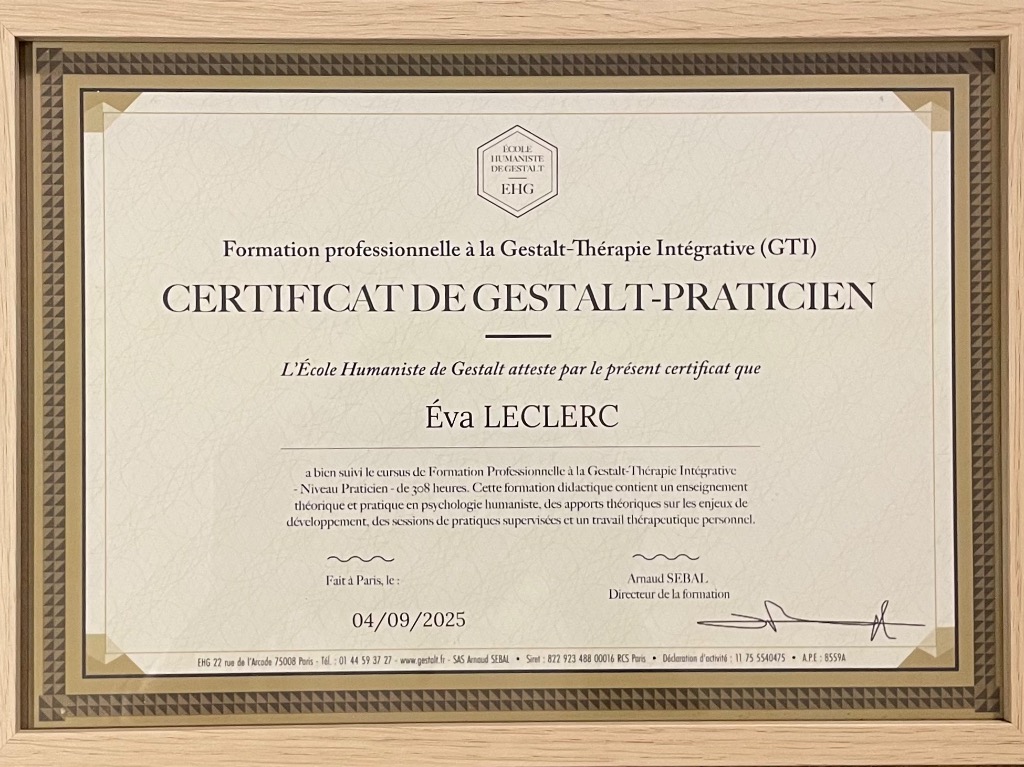 ÉCOLE
HUMANISTE
DE GESTALT
EHG
Formation professionnelle à la Gestalt-Thérapie Intégrative (GTI)
CERTIFICAT DE GESTALT-PRATICIEN
L'École Humaniste de Gestalt atteste par le présent certificat que
Éva LECLERC
a bien suivi le cursus de Formation Professionnelle à la Gestalt-Thérapie Intégrative
- Niveau Praticien - de 308 heures. Cette formation didactique contient un enseignement
théorique et pratique en psychologie humaniste, des apports théoriques sur les enjeux de
développement, des sessions de pratiques supervisées et un travail thérapeutique personnel.
Fait à Paris, le :
04/09/2025
Arnaud SEBAL
Directeur de la formation
EHG 22 rue de l'Arcade 75008 Paris - Tél. : 01 44 59 37 27 - www.gestalt.fr - SAS Arnaud SEBAL • Siret : 822 923 488 00016 RCS Paris • Déclaration d'activité : 11 75 5540475 • A.P.E : 8559A